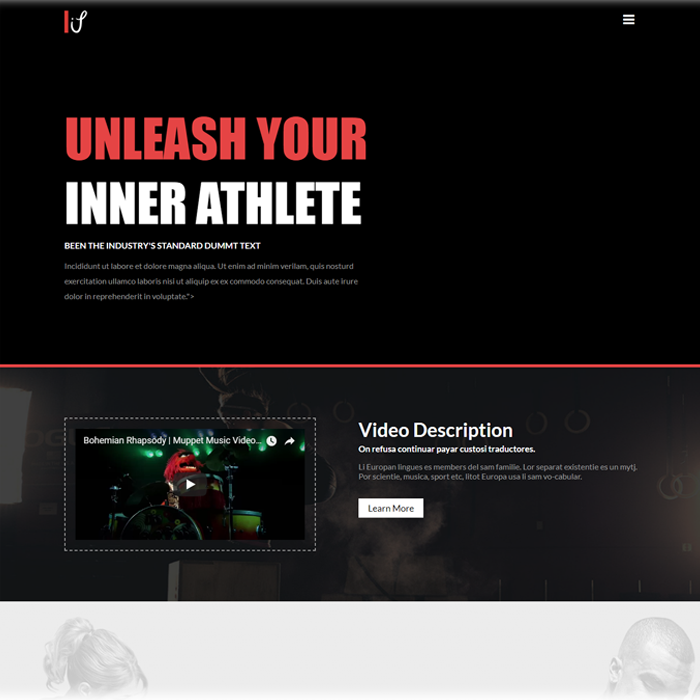 UNLEASH YOUR
INNER ATHLETE
BEEN THE INDUSTRY'S STANDARD DUMMT TEXT
Incididunt ut labore et dolore magna aliqua. Ut enim ad minim verilam, quis nosturd
exercitation ullamco laboris nisi ut aliquip ex ex commodo consequat. Duis aute irure
dolor in reprehenderit in voluptate.">
Bohemian Rhapsody | Muppet Music Video...
Video Description
On refusa continuar payar custosi traductores.
Li Europan lingues es members del sam familie. Lor separat existentie es un mytj.
Por scientie, musica, sport etc, litot Europa usa li sam vo-cabular.
Learn More